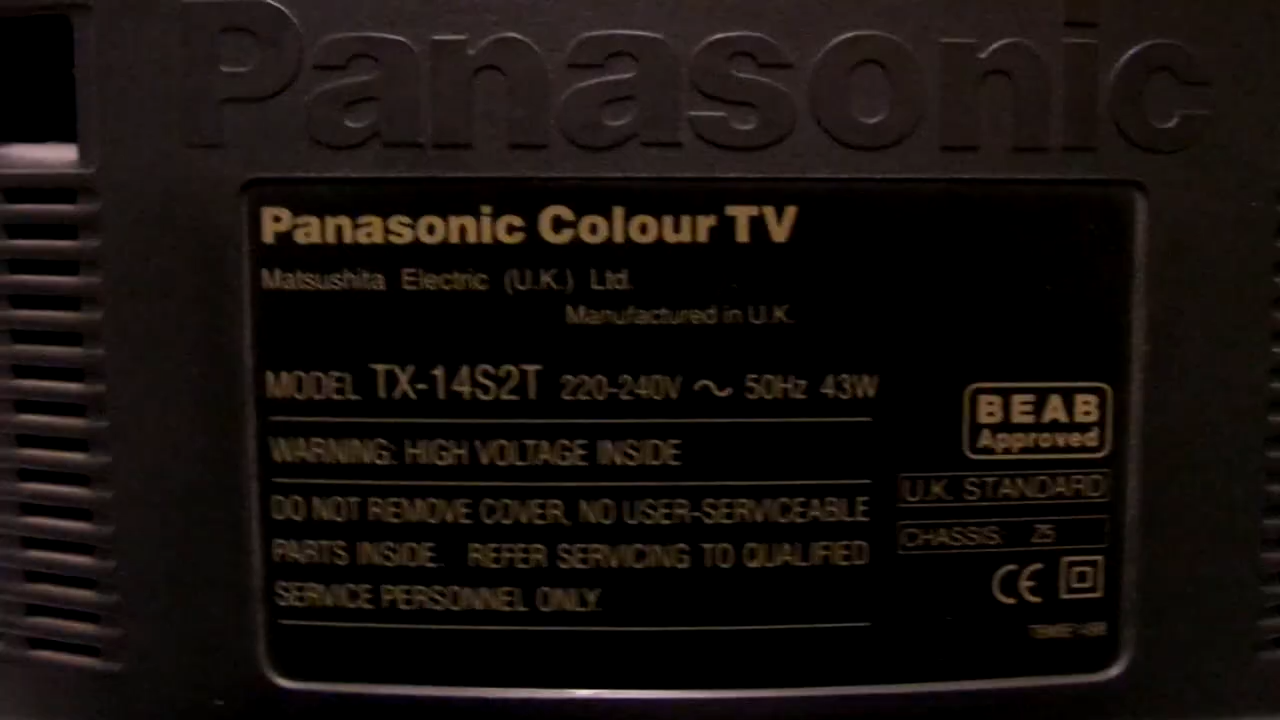 Panasonic
Panasonic Colour TV
Matsushita Electric (U.K.) Ltd.
Manufactured in U.K.
MODEL TX-14S2T 220-240V ~ 50Hz 43W
WARNING: HIGH VOLTAGE INSIDE
DO NOT REMOVE COVER, NO USER-SERVICEABLE
PARTS INSIDE. REFER SERVICING TO QUALIFIED
SERVICE PERSONNEL ONLY.
BEAB
Approved
U.K. STANDARD
CHASSIS: Z5
CE